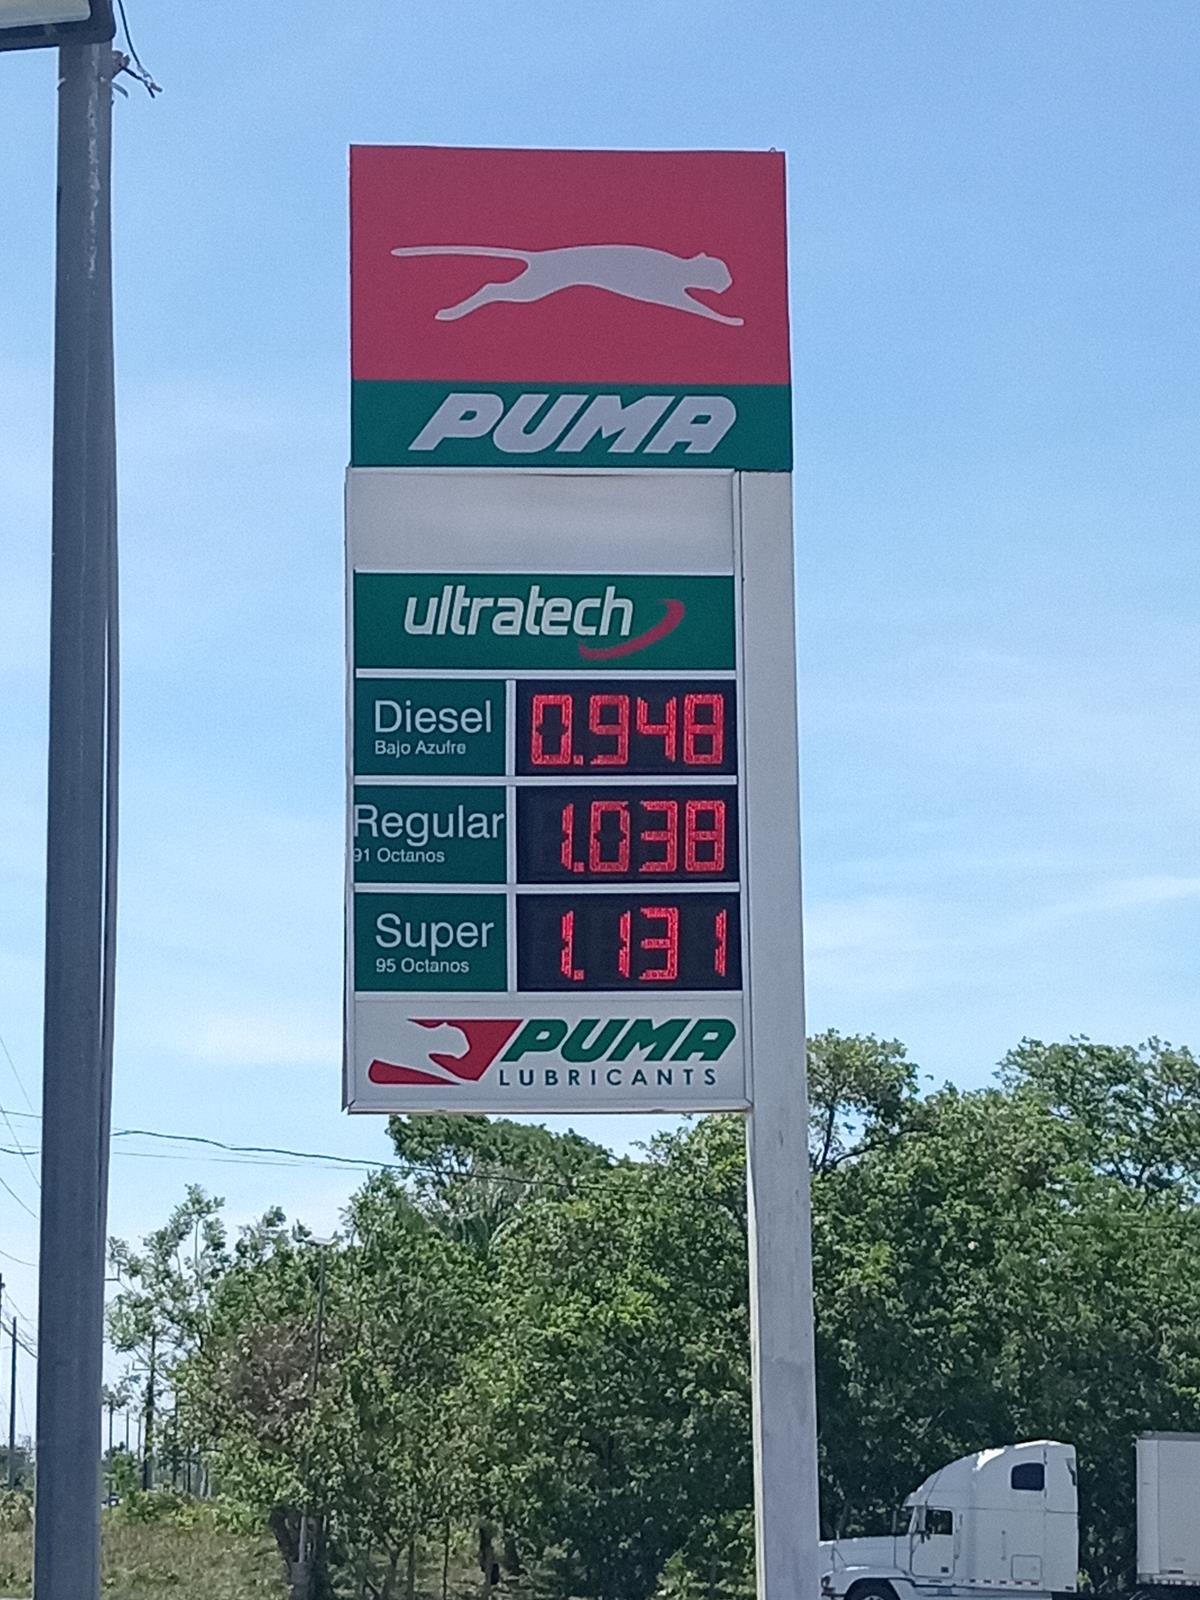 PUMA
ultratech
Diesel 0.948
Bajo Azufre
Regular 1.038
91 Octanos
Super 1.131
95 Octanos
PUMA
LUBRICANTS